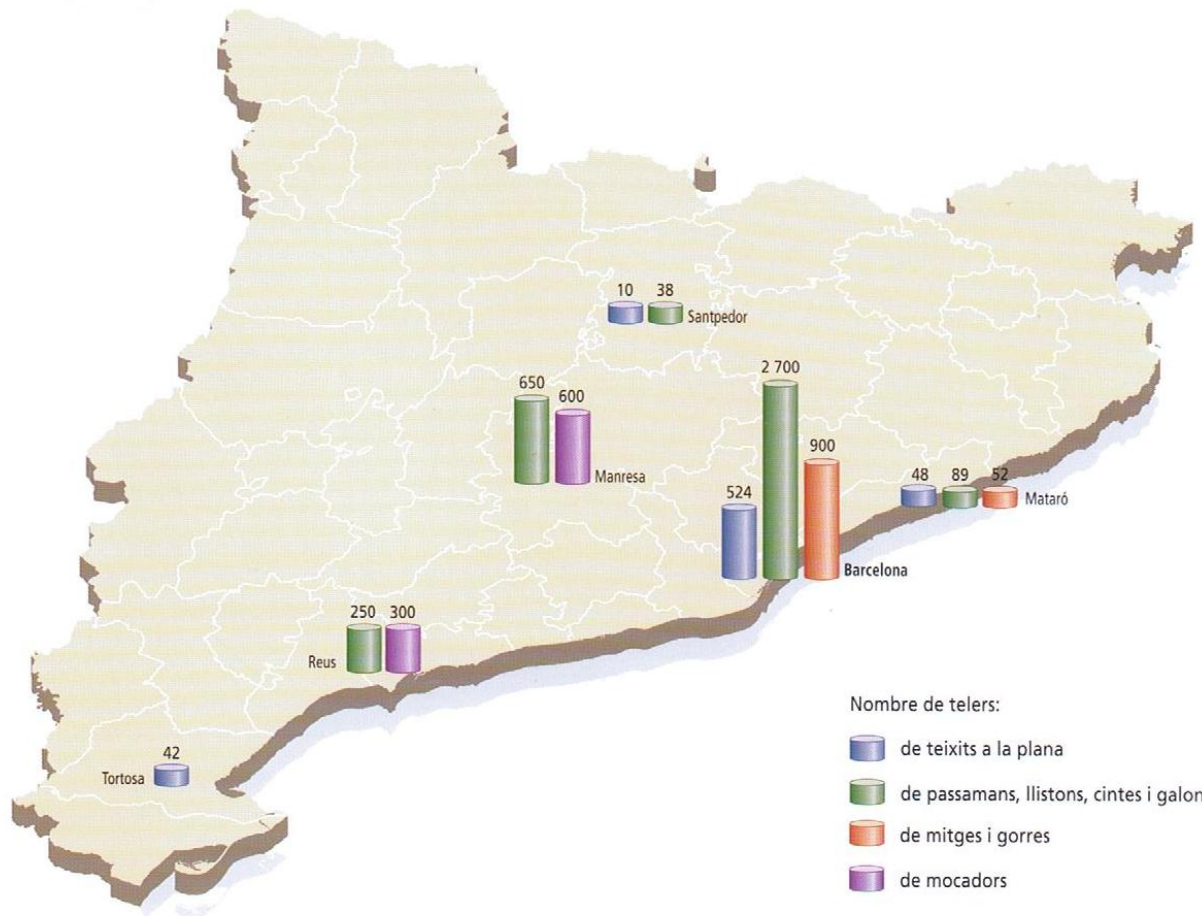 10 38
Santpedor
650 600
Manresa
2 700
900
524
Barcelona
48 89 52
Mataró
250 300
Reus
42
Tortosa
Nombre de telers:
de teixits a la plana
de passamans, llistons, cintes i galon
de mitges i gorres
de mocadors